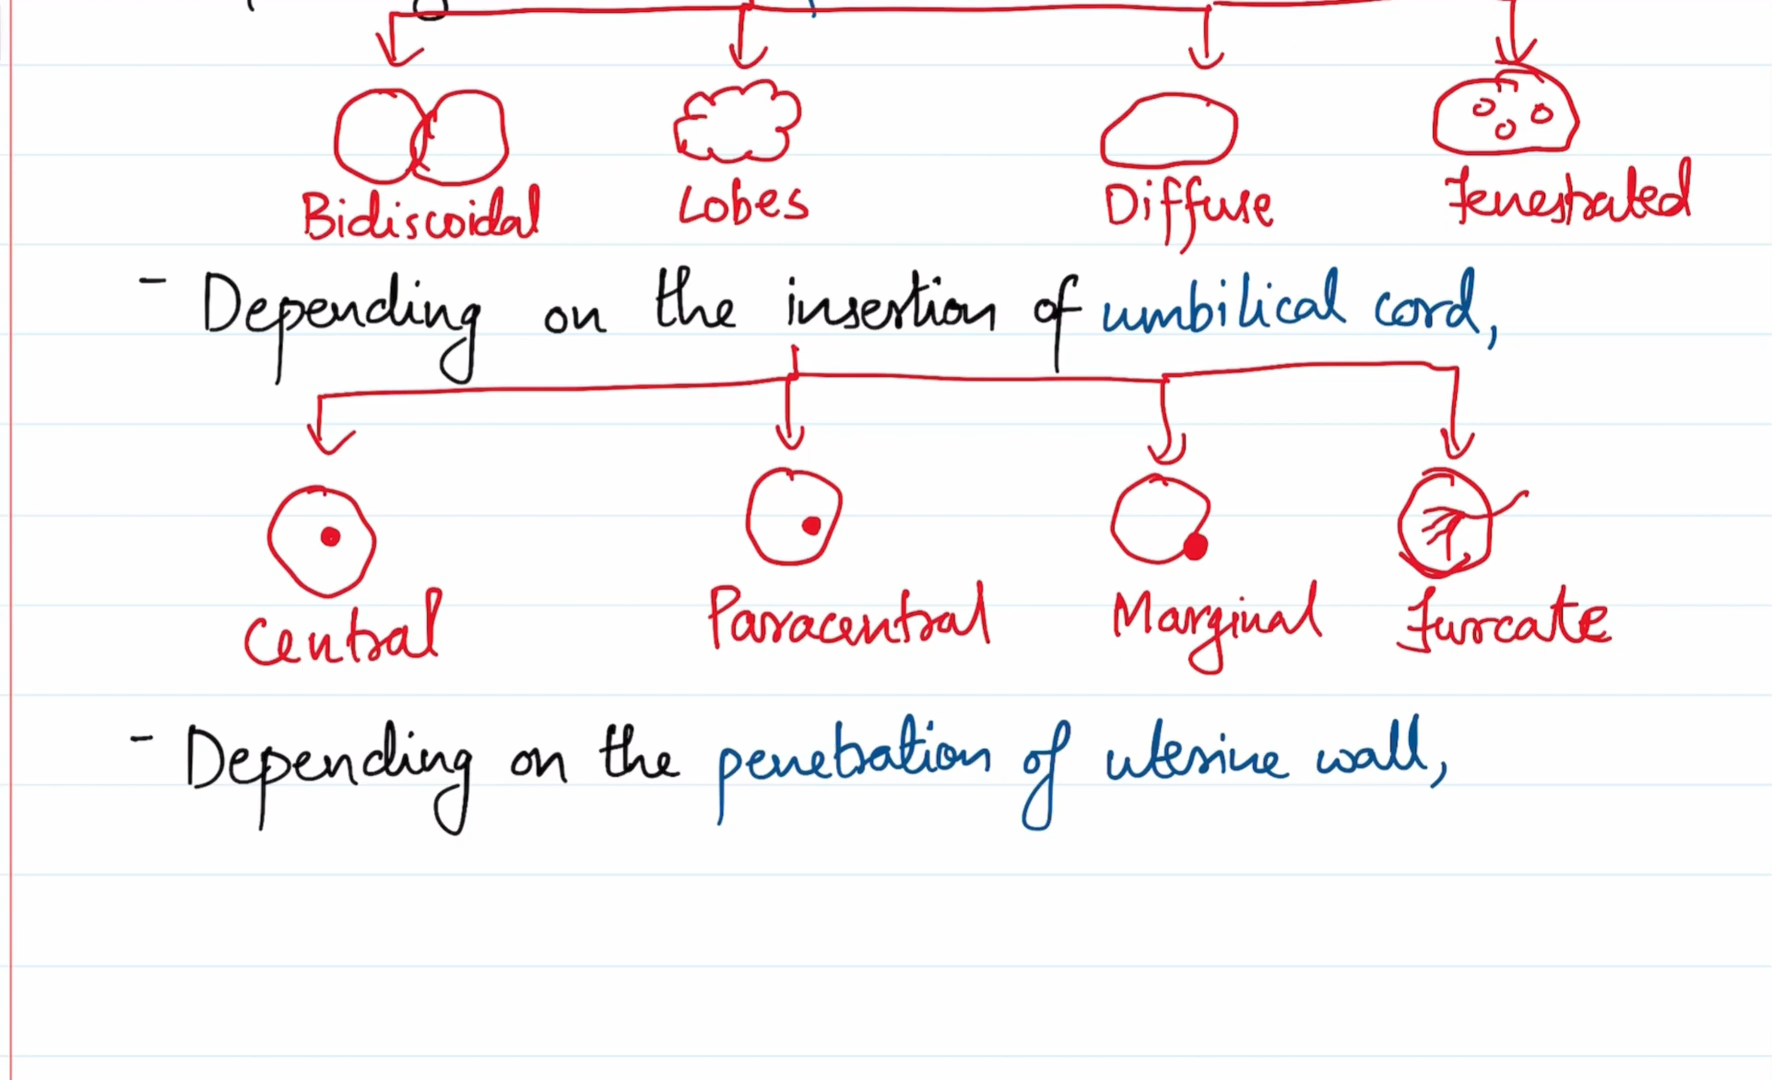 Bidiscoidal Lobes Diffuse Fenestrated
- Depending on the insertion of umbilical cord,
Central Paracentral Marginal Furcate
- Depending on the penetration of uterine wall,